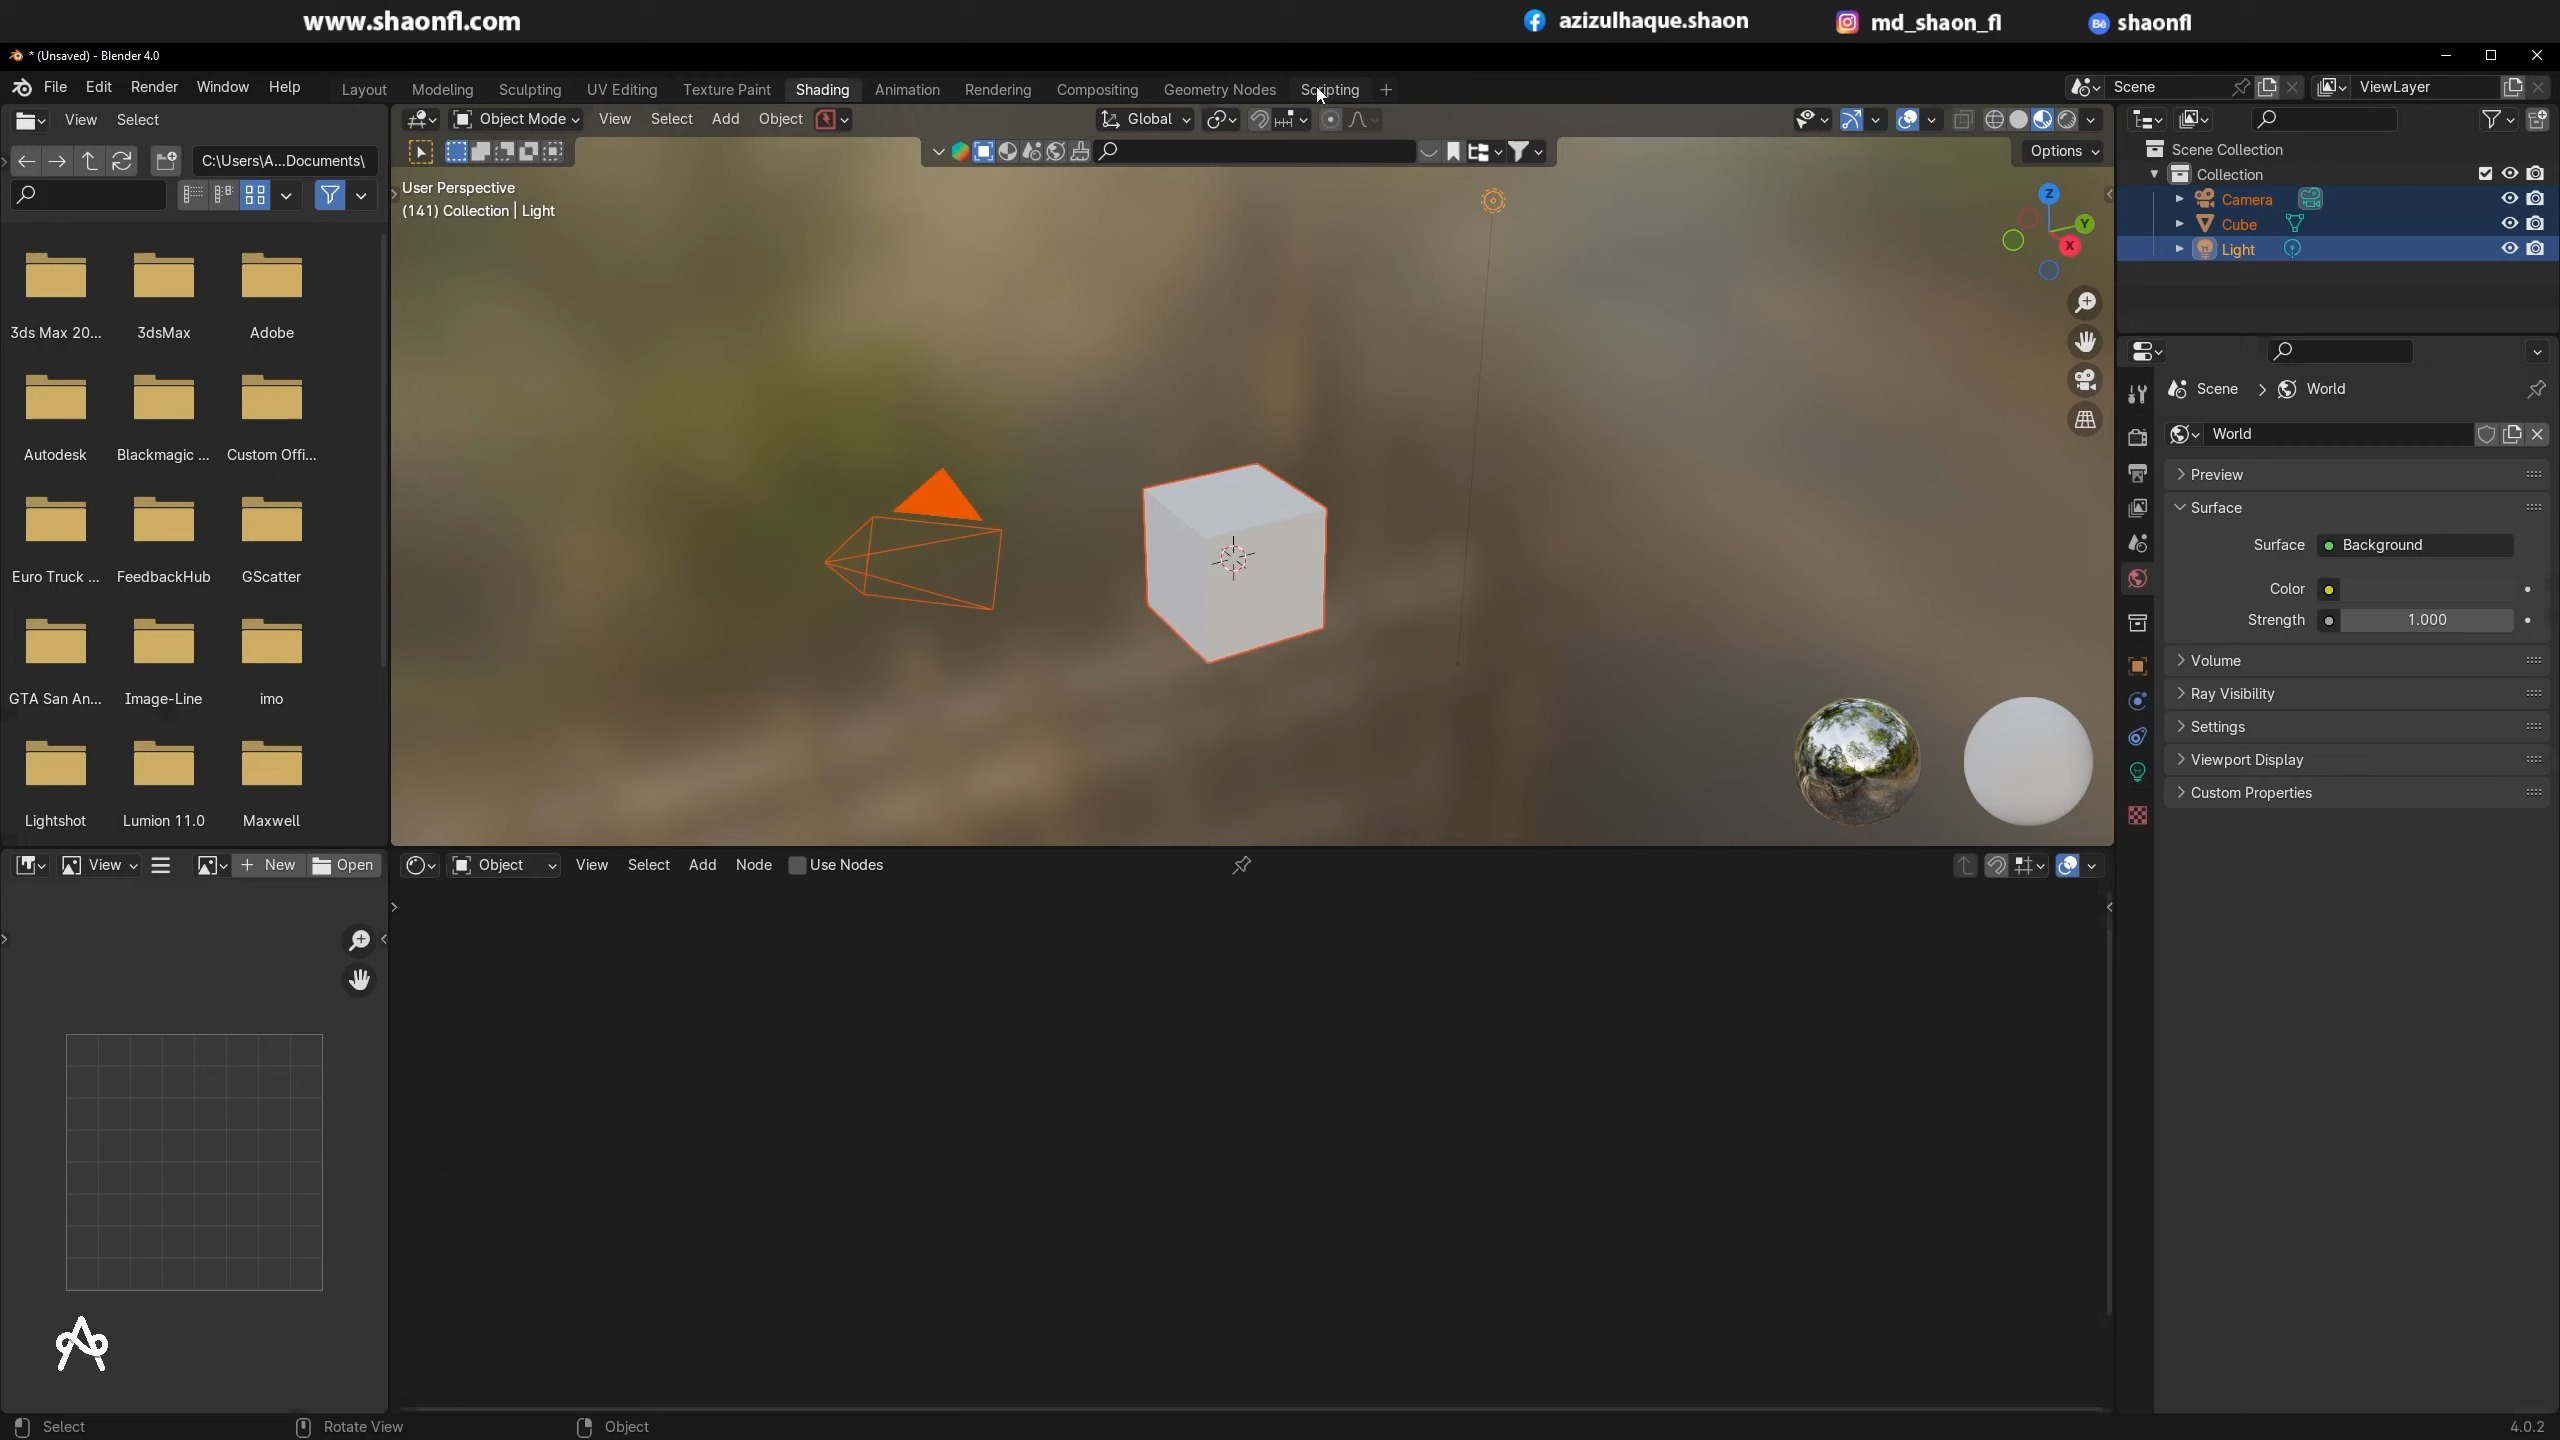 www.shaonfl.com
azizulhaque.shaon
md_shaon_fl
Bē shaonfl
* (Unsaved) - Blender 4.0
File Edit Render Window Help
Layout Modeling Sculpting UV Editing Texture Paint Shading Animation Rendering Compositing Geometry Nodes Scripting +
Scene
ViewLayer
View Select
Object Mode View Select Add Object
Global
C:\Users\A...Documents\
Options
User Perspective
(141) Collection | Light
Z
Y
X
Scene Collection
Collection
Camera
Cube
Light
3ds Max 20... 3dsMax Adobe
Autodesk Blackmagic ... Custom Offi...
Euro Truck ... FeedbackHub GScatter
GTA San An... Image-Line imo
Lightshot Lumion 11.0 Maxwell
Scene > World
World
Preview
Surface
Surface Background
Color
Strength 1.000
Volume
Ray Visibility
Settings
Viewport Display
Custom Properties
View
+ New Open
Object View Select Add Node Use Nodes
Select Rotate View Object
4.0.2